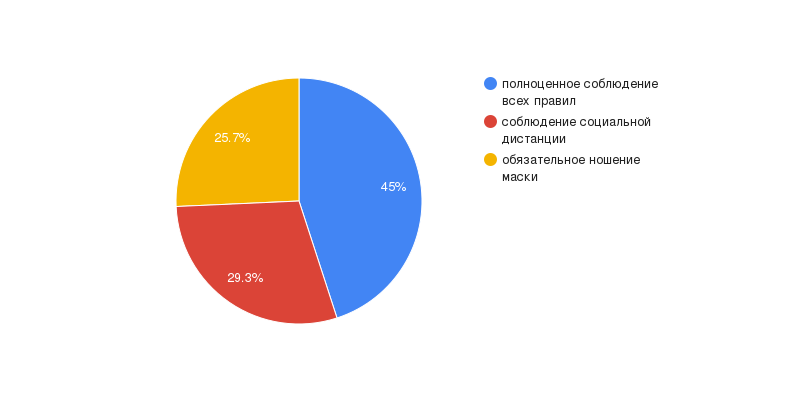 25.7%
45%
29.3%
полноценное соблюдение
всех правил
соблюдение социальной
дистанции
обязательное ношение
маски